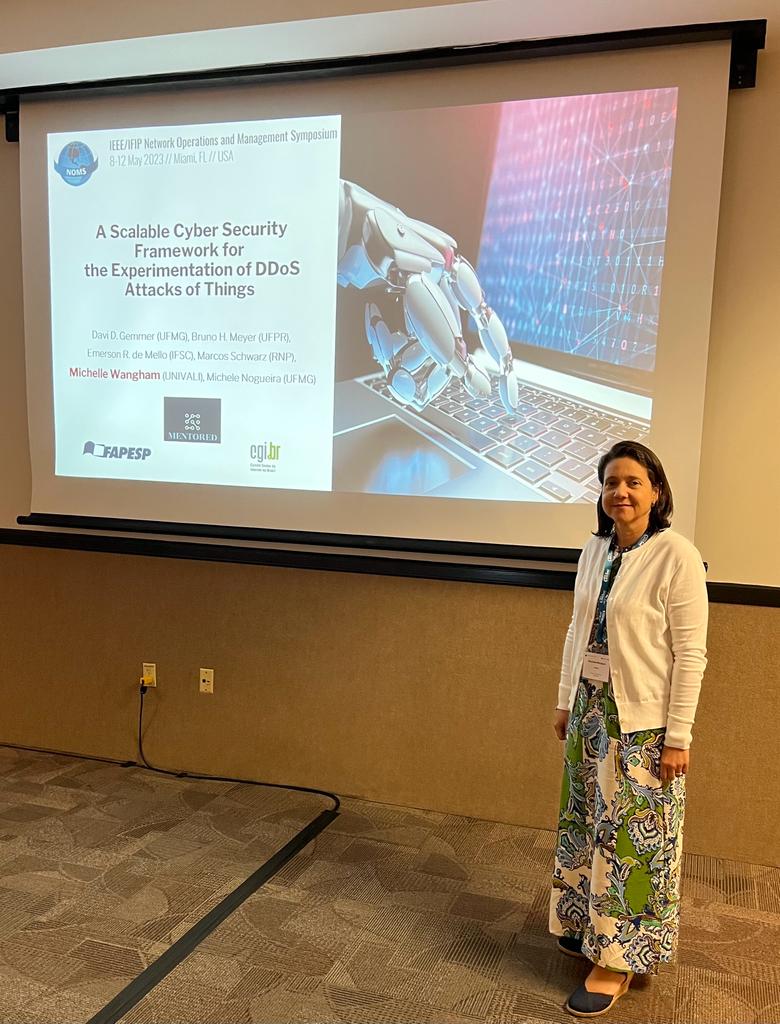 IEEE/IFIP Network Operations and Management Symposium
8-12 May 2023 // Miami, FL // USA
NOMS
A Scalable Cyber Security
Framework for
the Experimentation of DDoS
Attacks of Things
Davi D. Gemmer (UFMG), Bruno H. Meyer (UFPR),
Emerson R. de Mello (IFSC), Marcos Schwarz (RNP),
Michelle Wangham (UNIVALI), Michele Nogueira (UFMG)
MENTORED
FAPESP
cgi.br